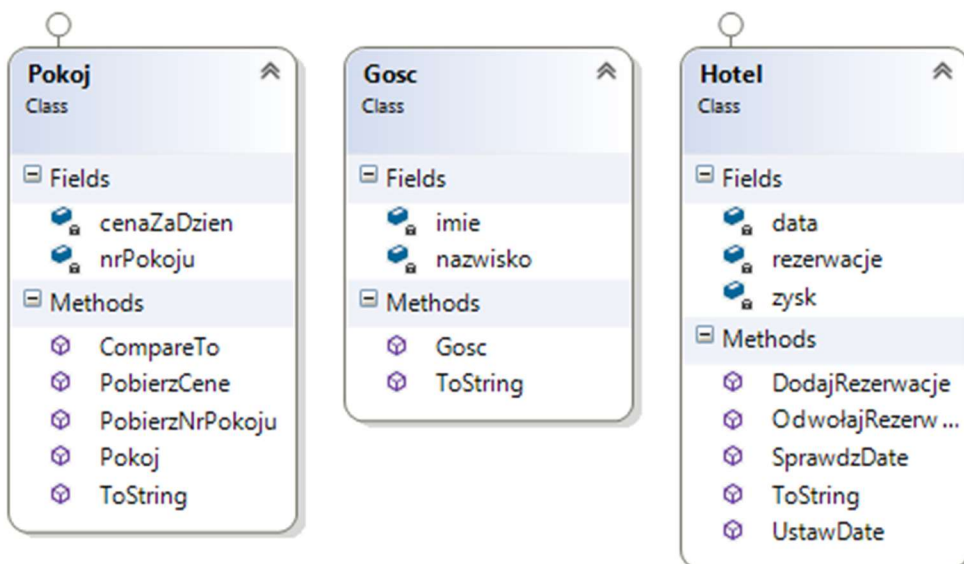 Pokoj
Class
Fields
cenaZaDzien
nrPokoju
Methods
CompareTo
PobierzCene
PobierzNrPokoju
Pokoj
ToString
Gosc
Class
Fields
imie
nazwisko
Methods
Gosc
ToString
Hotel
Class
Fields
data
rezerwacje
zysk
Methods
DodajRezerwacje
OdwołajRezerw ...
SprawdzDate
ToString
UstawDate